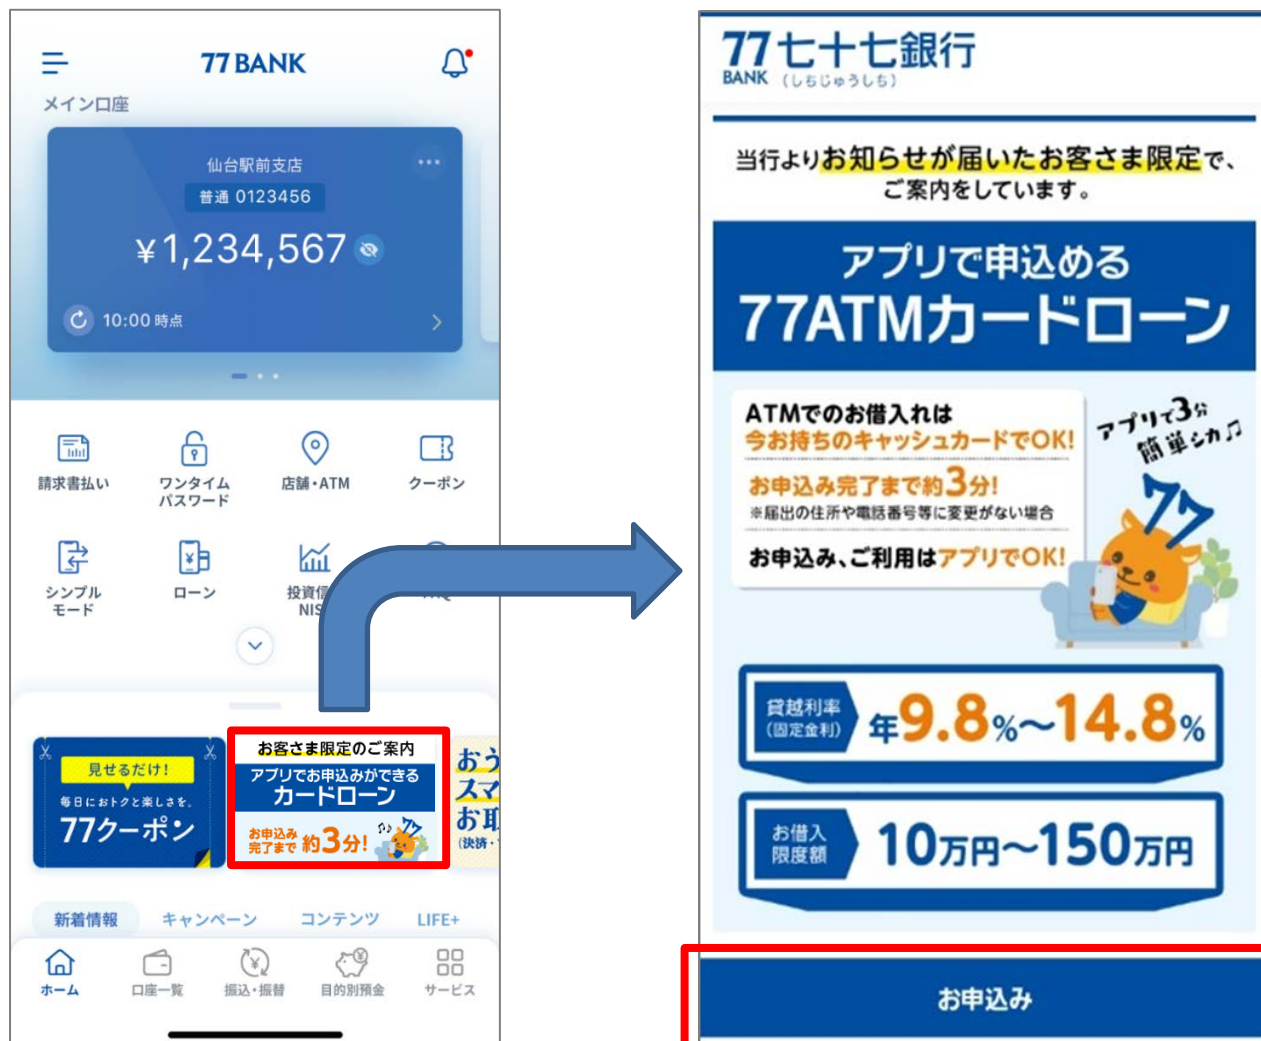 77 BANK
メイン口座
仙台駅前支店
普通 0123456
¥1,234,567
10:00 時点
請求書払い
ワンタイム
パスワード
店舗・ATM
クーポン
シンプル
モード
ローン
投資信
NIS
見せるだけ!
毎日におトクと楽しさを。
77クーポン
お客さま限定のご案内
アプリでお申込みができる
カードローン
お申込み
完了まで 約3分!
77
おう
スマ
お取
(決済・
新着情報
キャンペーン
コンテンツ
LIFE+
ホーム
口座一覧
振込・振替
目的別預金
サービス
77 七十七銀行
BANK (しちじゅうしち)
当行よりお知らせが届いたお客さま限定で、
ご案内をしています。
アプリで申込める
77ATMカードローン
ATMでのお借入れは
今お持ちのキャッシュカードでOK!
お申込み完了まで約3分!
※届出の住所や電話番号等に変更がない場合
お申込み、ご利用はアプリでOK!
アプリで3分
簡単シカ♫
77
貸越利率
(固定金利)
年9.8%〜14.8%
お借入
限度額
10万円〜150万円
お申込み